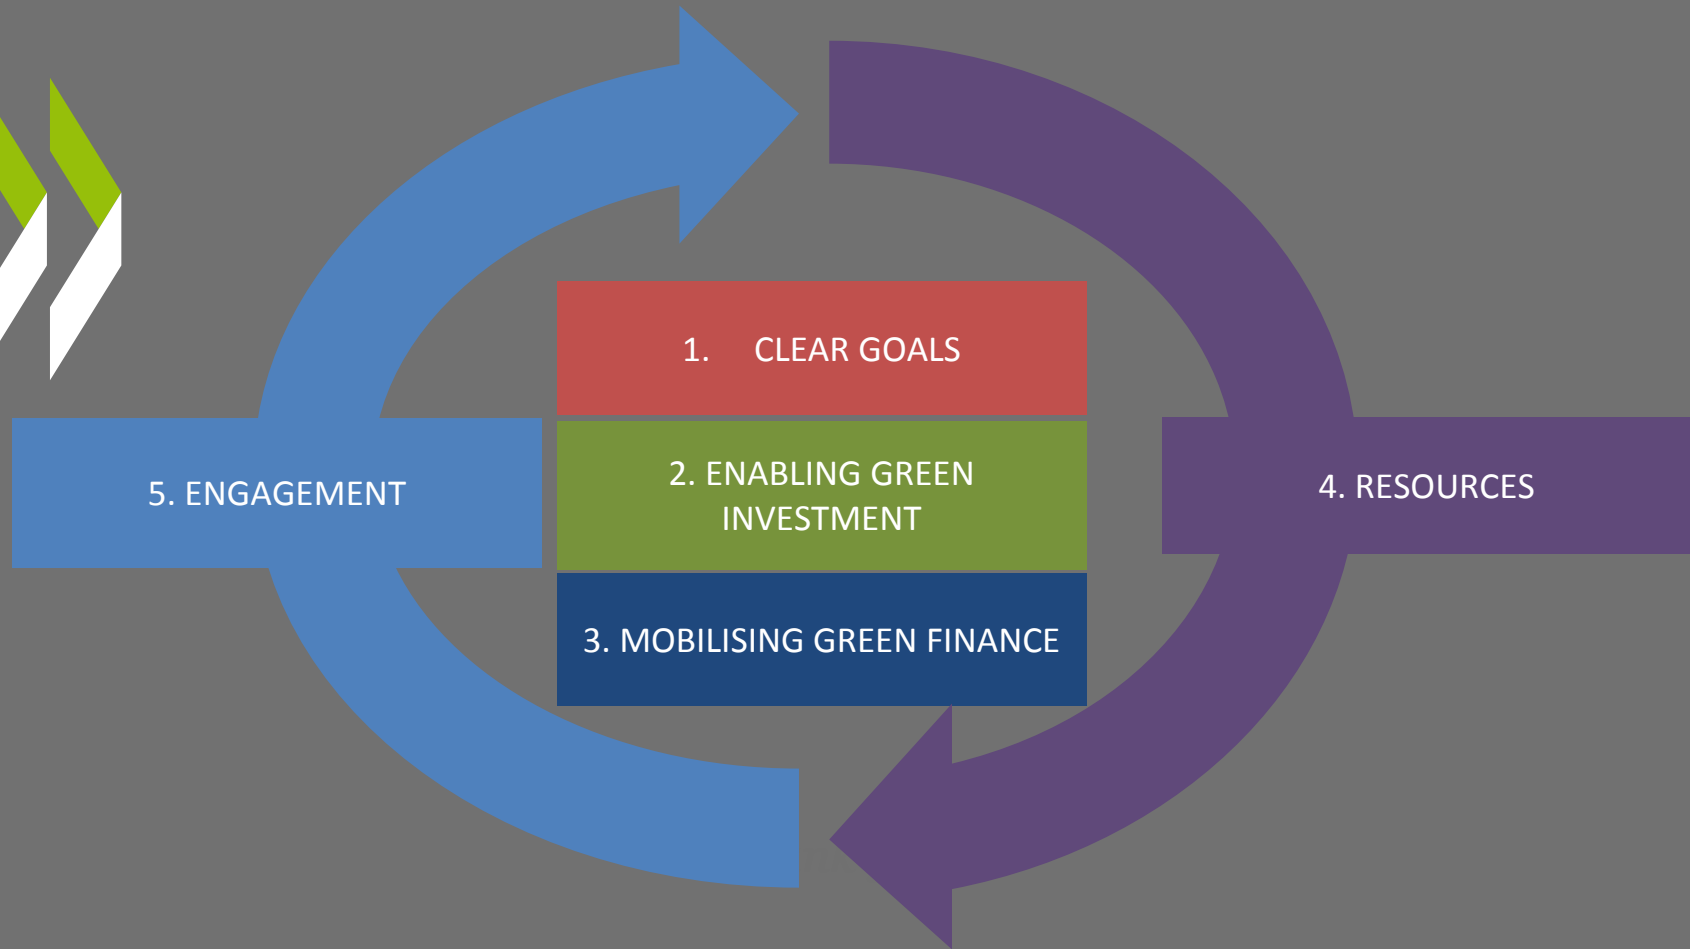 1. CLEAR GOALS
2. ENABLING GREEN
INVESTMENT
3. MOBILISING GREEN FINANCE
4. RESOURCES
5. ENGAGEMENT